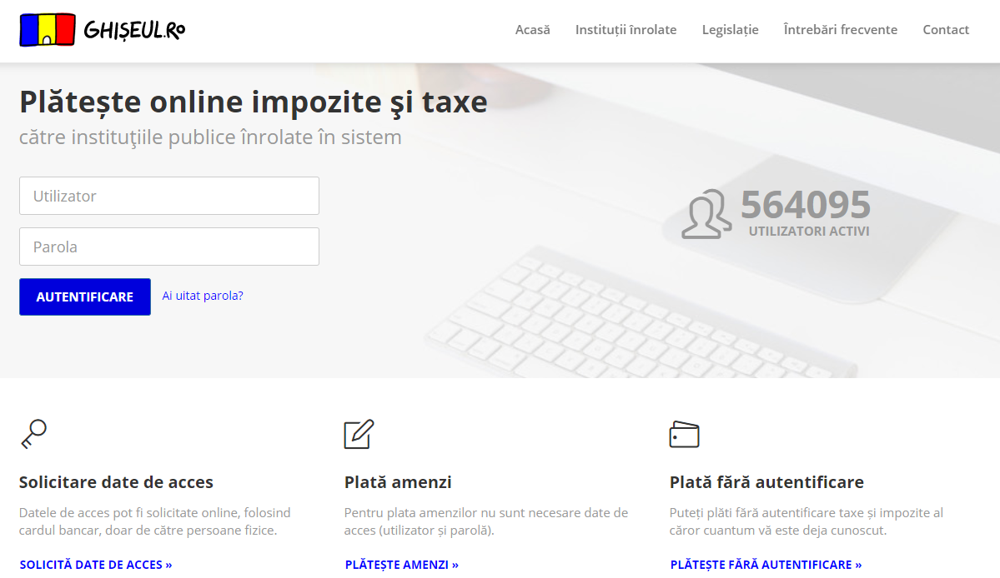 GHIȘEUL.RO
Acasă
Instituții înrolate
Legislație
Întrebări frecvente
Contact
Plătește online impozite şi taxe
către instituţiile publice înrolate în sistem
Utilizator
Parola
AUTENTIFICARE
Ai uitat parola?
564095
UTILIZATORI ACTIVI
Solicitare date de acces
Datele de acces pot fi solicitate online, folosind
cardul bancar, doar de către persoane fizice.
SOLICITĂ DATE DE ACCES »
Plată amenzi
Pentru plata amenzilor nu sunt necesare date de
acces (utilizator și parolă).
PLĂTEȘTE AMENZI »
Plată fără autentificare
Puteți plăti fără autentificare taxe și impozite al
căror cuantum vă este deja cunoscut.
PLĂTEȘTE FĂRĂ AUTENTIFICARE »